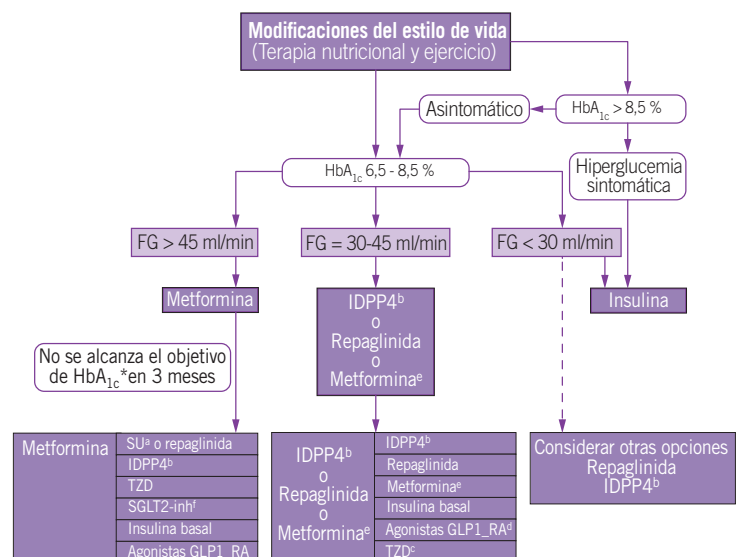 Modificaciones del estilo de vida
(Terapia nutricional y ejercicio)
Asintomático
HbA1c > 8,5 %
HbA1c 6,5 - 8,5 %
Hiperglucemia
sintomática
FG > 45 ml/min
FG = 30-45 ml/min
FG < 30 ml/min
Metformina
IDPP4ᵇ
o
Repaglinida
o
Metforminaᵉ
Insulina
No se alcanza el objetivo
de HbA1c*en 3 meses
Metformina
SUᵃ o repaglinida
IDPP4ᵇ
TZD
SGLT2-inhᶠ
Insulina basal
Agonistas GLP1_RA
IDPP4ᵇ
o
Repaglinida
o
Metforminaᵉ
IDPP4ᵇ
Repaglinida
Metforminaᵉ
Insulina basal
Agonistas GLP1_RAᵈ
TZDᶜ
Considerar otras opciones
Repaglinida
IDPP4ᵇ